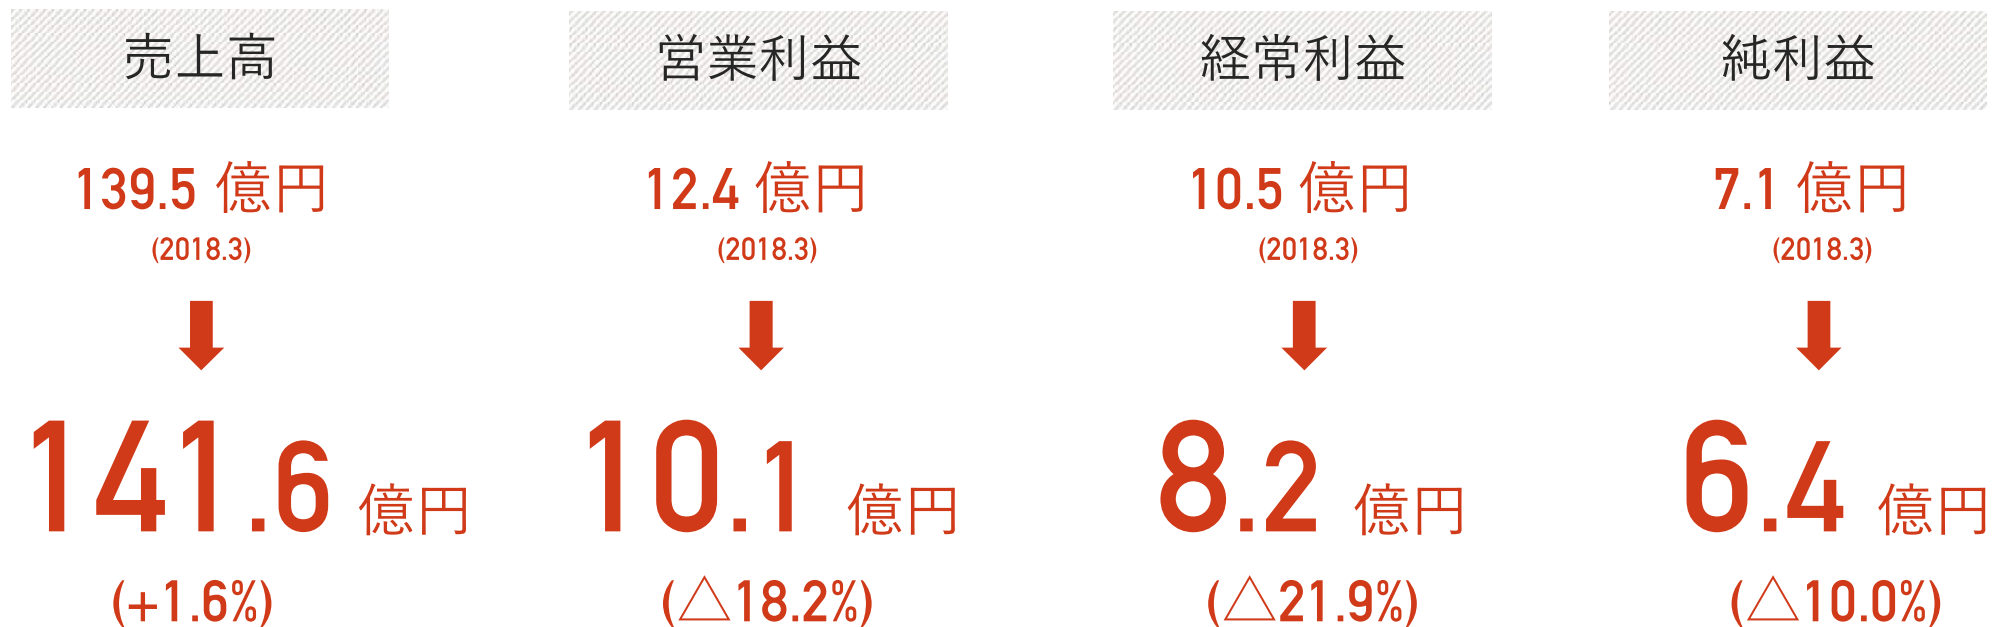 売上高
139.5 億円
(2018.3)
141.6 億円
(+1.6%)
営業利益
12.4 億円
(2018.3)
10.1 億円
(△18.2%)
経常利益
10.5 億円
(2018.3)
8.2 億円
(△21.9%)
純利益
7.1 億円
(2018.3)
6.4 億円
(△10.0%)